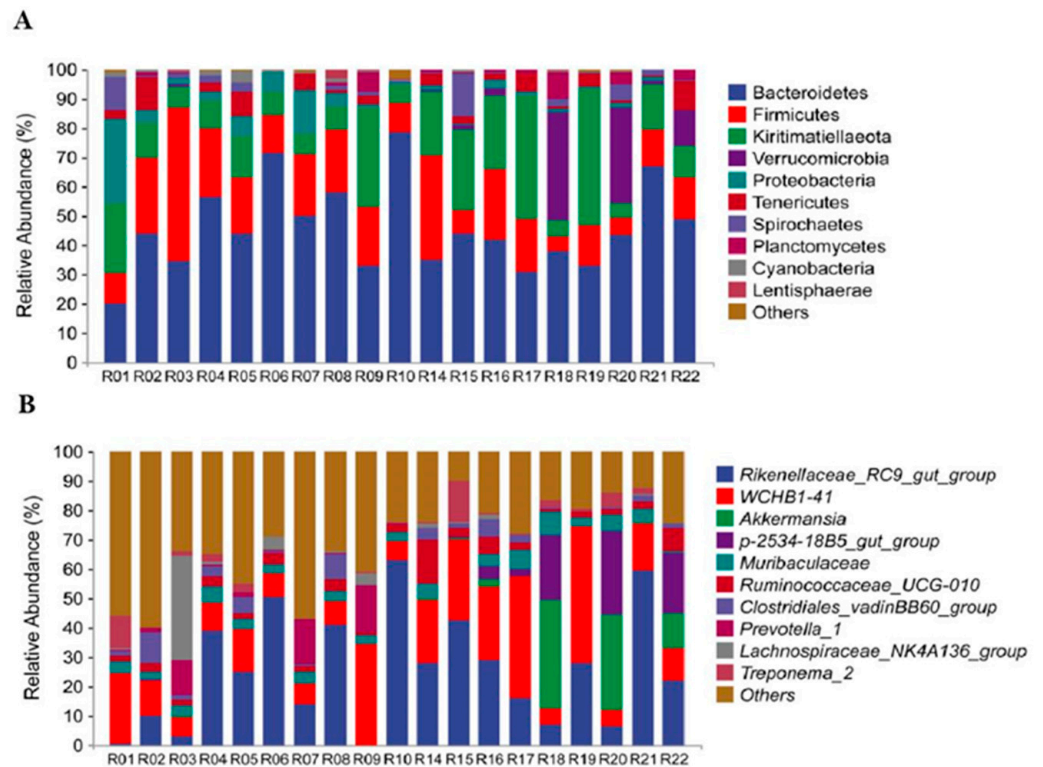 A
Relative Abundance (%)
100
90
80
70
60
50
40
30
20
10
0
R01 R02 R03 R04 R05 R06 R07 R08 R09 R10 R14 R15 R16 R17 R18 R19 R20 R21 R22
Bacteroidetes
Firmicutes
Kiritimatiellaeota
Verrucomicrobia
Proteobacteria
Tenericutes
Spirochaetes
Planctomycetes
Cyanobacteria
Lentisphaerae
Others
B
Relative Abundance (%)
100
90
80
70
60
50
40
30
20
10
0
R01 R02 R03 R04 R05 R06 R07 R08 R09 R10 R14 R15 R16 R17 R18 R19 R20 R21 R22
Rikenellaceae_RC9_gut_group
WCHB1-41
Akkermansia
p-2534-18B5_gut_group
Muribaculaceae
Ruminococcaceae_UCG-010
Clostridiales_vadinBB60_group
Prevotella_1
Lachnospiraceae_NK4A136_group
Treponema_2
Others